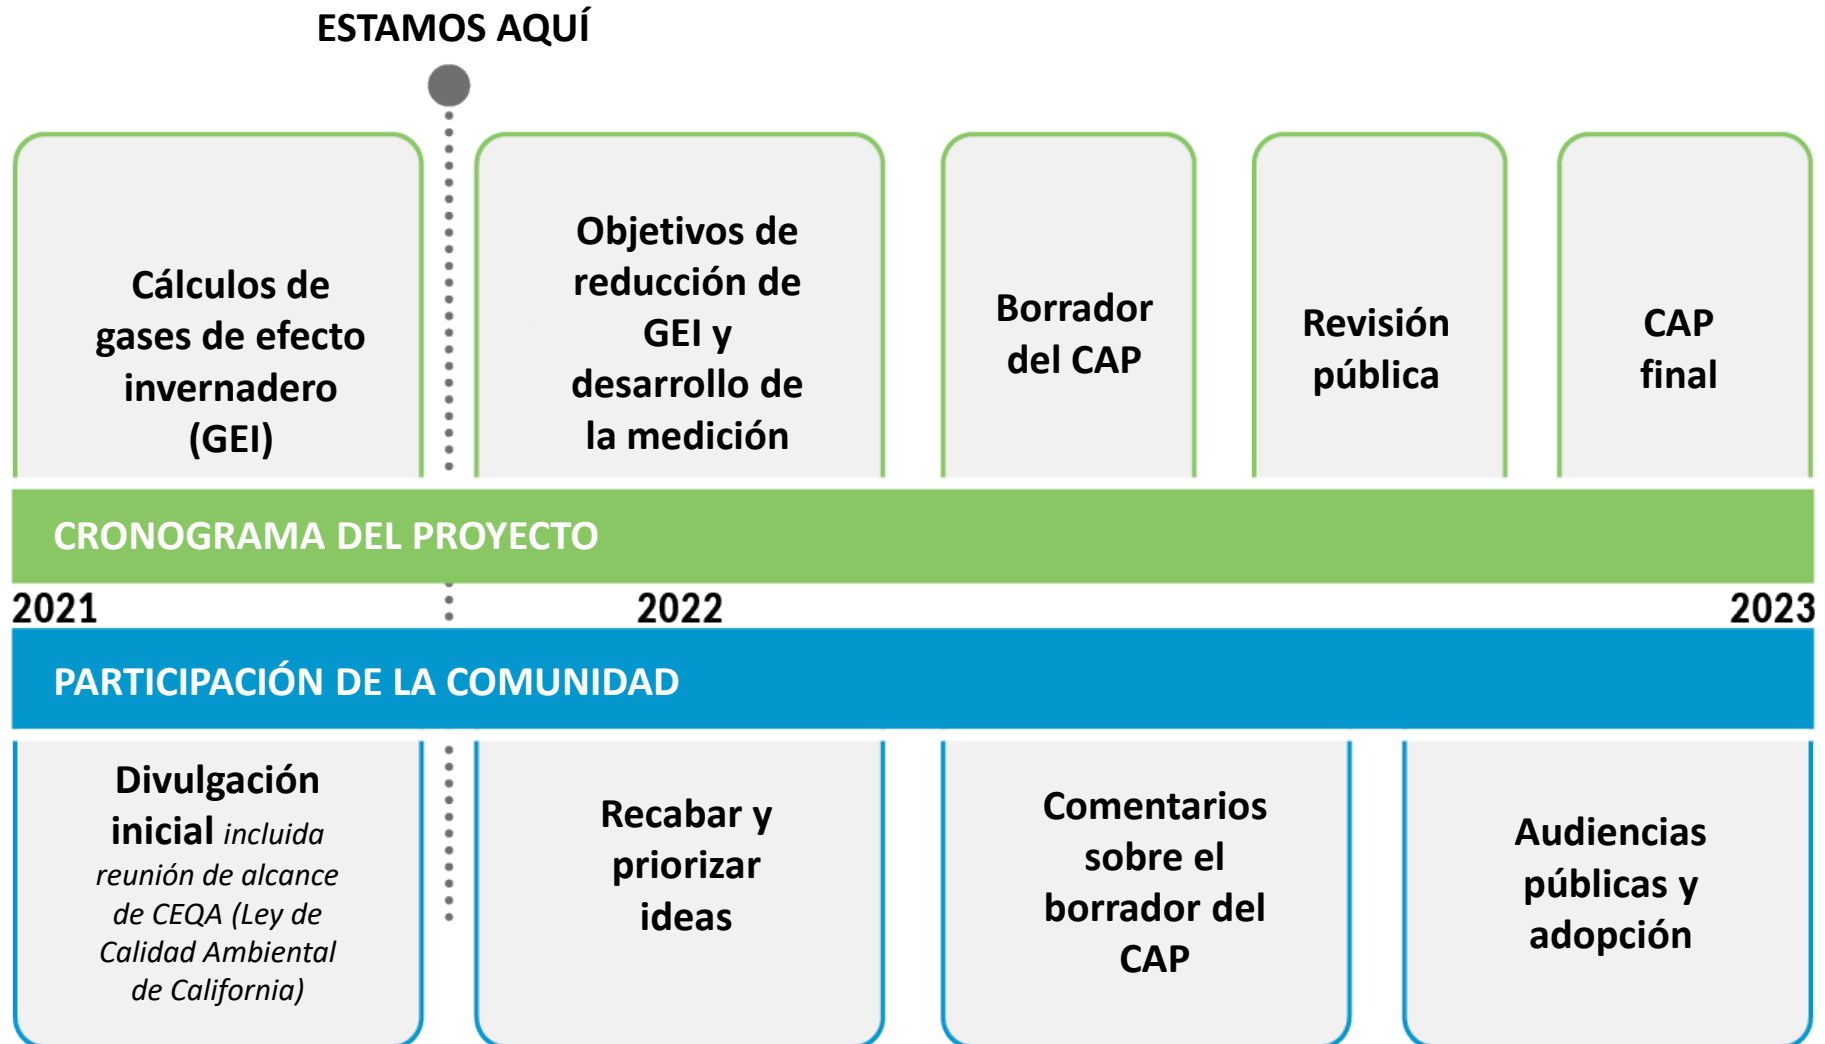 ESTAMOS AQUÍ
Cálculos de
gases de efecto
invernadero
(GEI)
Objetivos de
reducción de
GEI y
desarrollo de
la medición
Borrador
del CAP
Revisión
pública
CAP
final
CRONOGRAMA DEL PROYECTO
2021
2022
2023
PARTICIPACIÓN DE LA COMUNIDAD
Divulgación
inicial incluida
reunión de alcance
de CEQA (Ley de
Calidad Ambiental
de California)
Recabar y
priorizar
ideas
Comentarios
sobre el
borrador del
CAP
Audiencias
públicas y
adopción